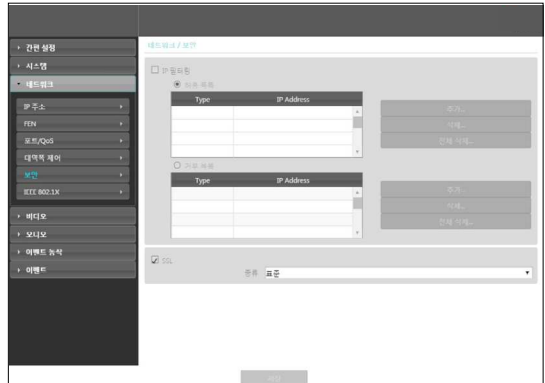 네트워크 / 보안
간편 설정
시스템
네트워크
IP 주소
FEN
포트/QoS
대역폭 제어
보안
IEEE 802.1X
비디오
오디오
이벤트 동작
이벤트
IP 필터링
허용 목록
Type IP Address
추가...
삭제...
전체 삭제...
거부 목록
Type IP Address
추가...
삭제...
전체 삭제...
SSL
종류 표준
저장